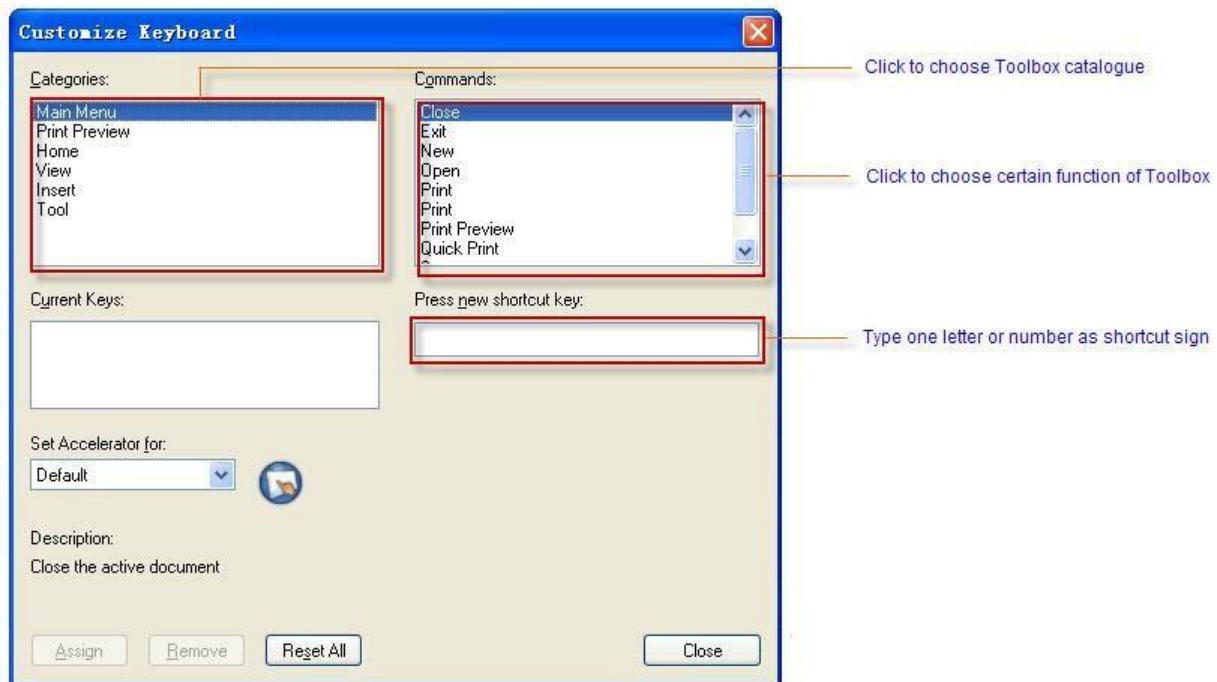 Customize Keyboard
Categories:
Commands:
Click to choose Toolbox catalogue
Main Menu
Print Preview
Home
View
Insert
Tool
Close
Exit
New
Open
Print
Print
Print Preview
Quick Print
Click to choose certain function of Toolbox
Current Keys:
Press new shortcut key:
Type one letter or number as shortcut sign
Set Accelerator for:
Default
Description:
Close the active document
Assign
Remove
Reset All
Close